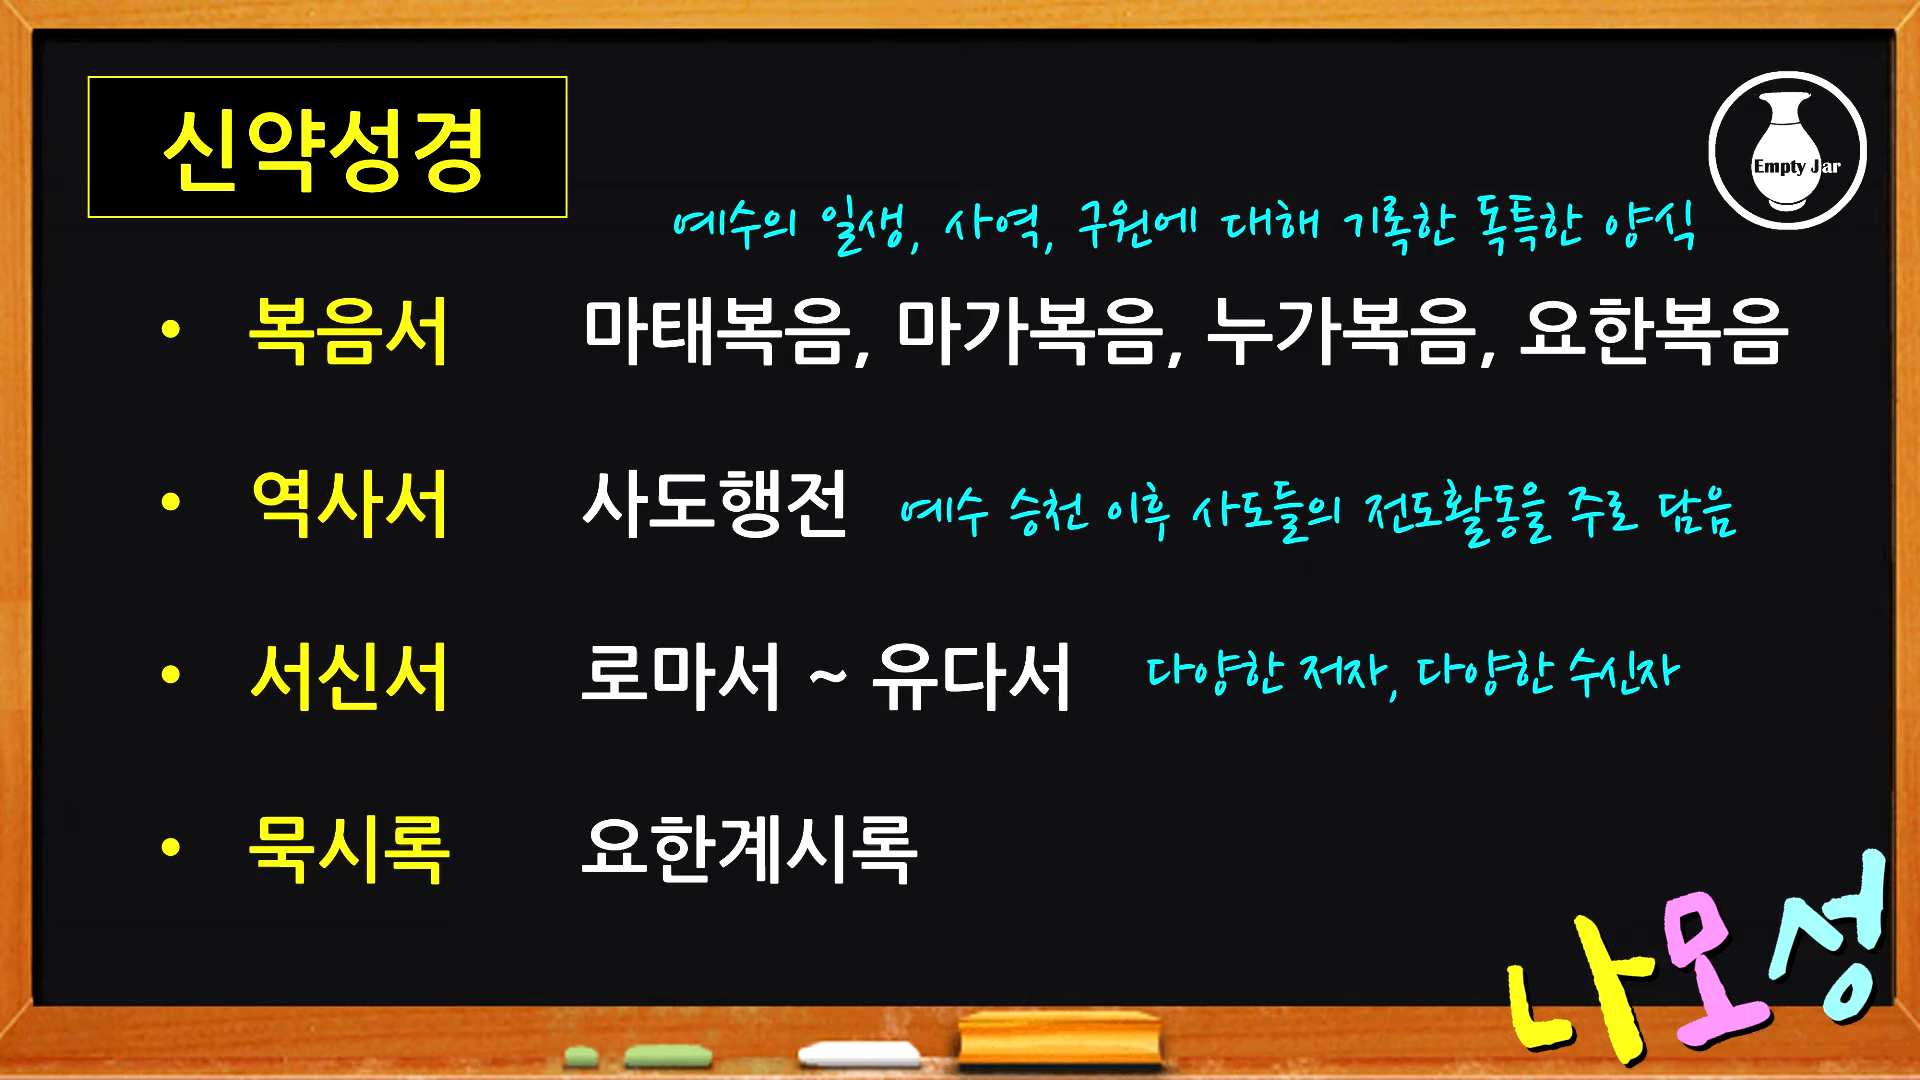 신약성경
Empty Jar
예수의 일생, 사역, 구원에 대해 기록한 독특한 양식
• 복음서 마태복음, 마가복음, 누가복음, 요한복음
• 역사서 사도행전 예수 승천 이후 사도들의 전도활동을 주로 담음
• 서신서 로마서 ~ 유다서 다양한 저자, 다양한 수신자
• 묵시록 요한계시록
나모성